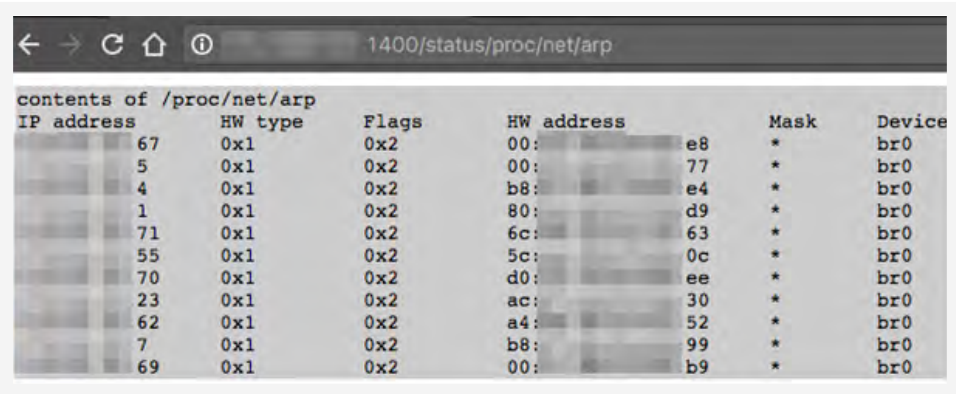 1400/status/proc/net/arp
contents of /proc/net/arp
IP address HW type Flags HW address Mask Device
67 0x1 0x2 00: e8 * br0
5 0x1 0x2 00: 77 * br0
4 0x1 0x2 b8: e4 * br0
1 0x1 0x2 80: d9 * br0
71 0x1 0x2 6c: 63 * br0
55 0x1 0x2 5c: 0c * br0
70 0x1 0x2 d0: ee * br0
23 0x1 0x2 ac: 30 * br0
62 0x1 0x2 a4: 52 * br0
7 0x1 0x2 b8: 99 * br0
69 0x1 0x2 00: b9 * br0